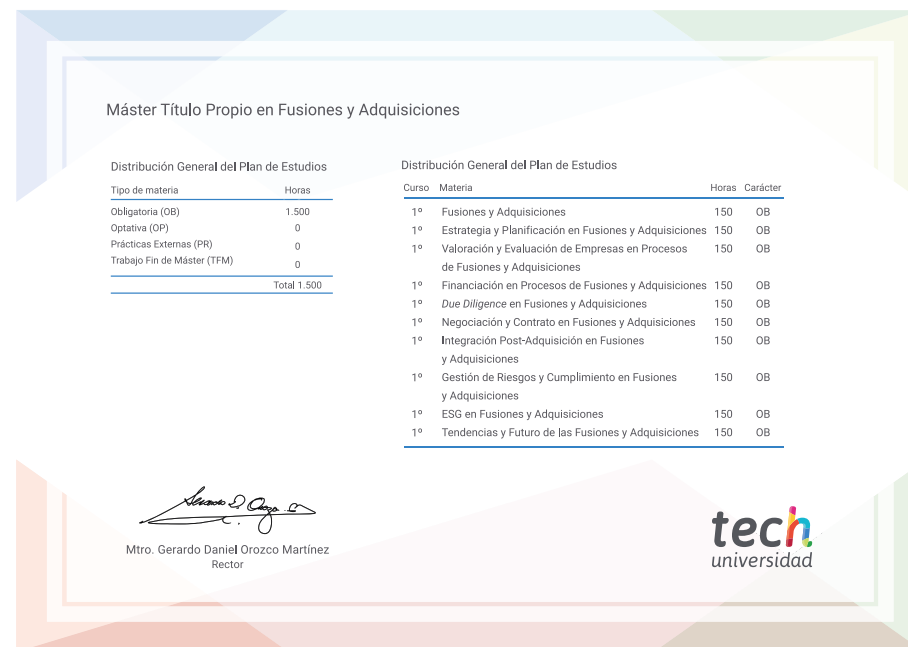 Máster Título Propio en Fusiones y Adquisiciones
Distribución General del Plan de Estudios
Tipo de materia Horas
Obligatoria (OB) 1.500
Optativa (OP) 0
Prácticas Externas (PR) 0
Trabajo Fin de Máster (TFM) 0
Total 1.500
Distribución General del Plan de Estudios
Curso Materia Horas Carácter
1º Fusiones y Adquisiciones 150 OB
1º Estrategia y Planificación en Fusiones y Adquisiciones 150 OB
1º Valoración y Evaluación de Empresas en Procesos 150 OB
de Fusiones y Adquisiciones
1º Financiación en Procesos de Fusiones y Adquisiciones 150 OB
1º Due Diligence en Fusiones y Adquisiciones 150 OB
1º Negociación y Contrato en Fusiones y Adquisiciones 150 OB
1º Integración Post-Adquisición en Fusiones 150 OB
y Adquisiciones
1º Gestión de Riesgos y Cumplimiento en Fusiones 150 OB
y Adquisiciones
1º ESG en Fusiones y Adquisiciones 150 OB
1º Tendencias y Futuro de las Fusiones y Adquisiciones 150 OB
Mtro. Gerardo Daniel Orozco Martínez
Rector
tech
universidad